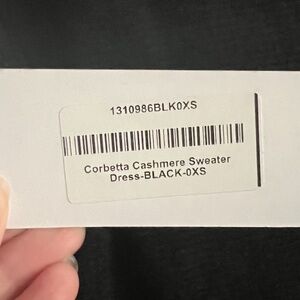 1310986BLK0XS
Corbetta Cashmere Sweater
Dress-BLACK-0XS